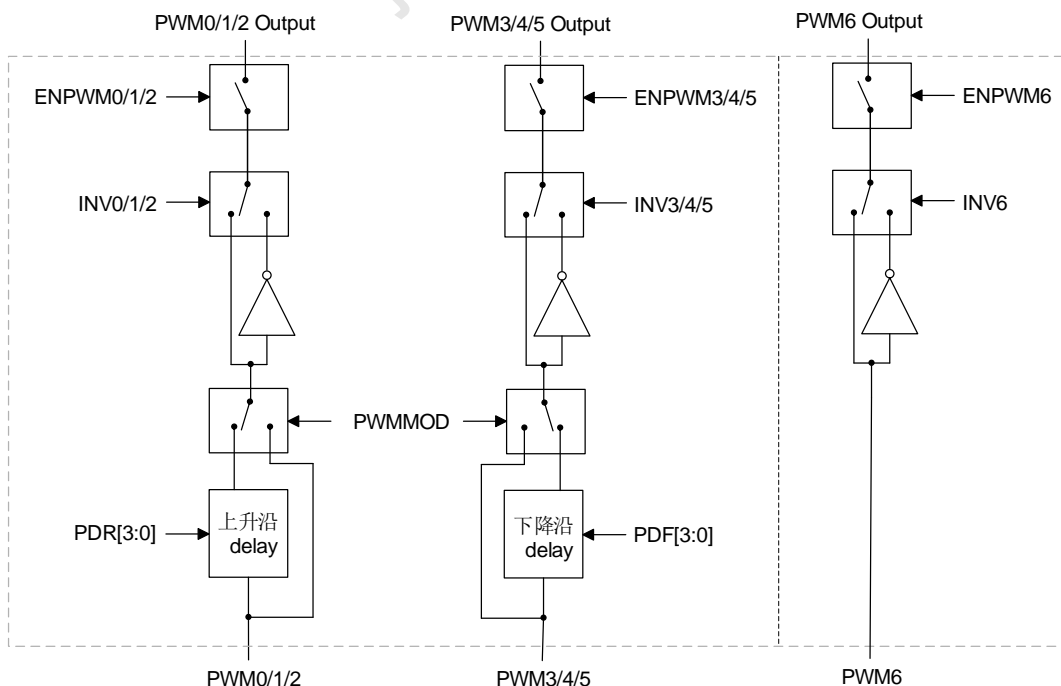 PWM0/1/2 Output
PWM3/4/5 Output
PWM6 Output
ENPWM0/1/2
ENPWM3/4/5
ENPWM6
INV0/1/2
INV3/4/5
INV6
PWMMOD
PDR[3:0]
上升沿
delay
下降沿
delay
PDF[3:0]
PWM0/1/2
PWM3/4/5
PWM6